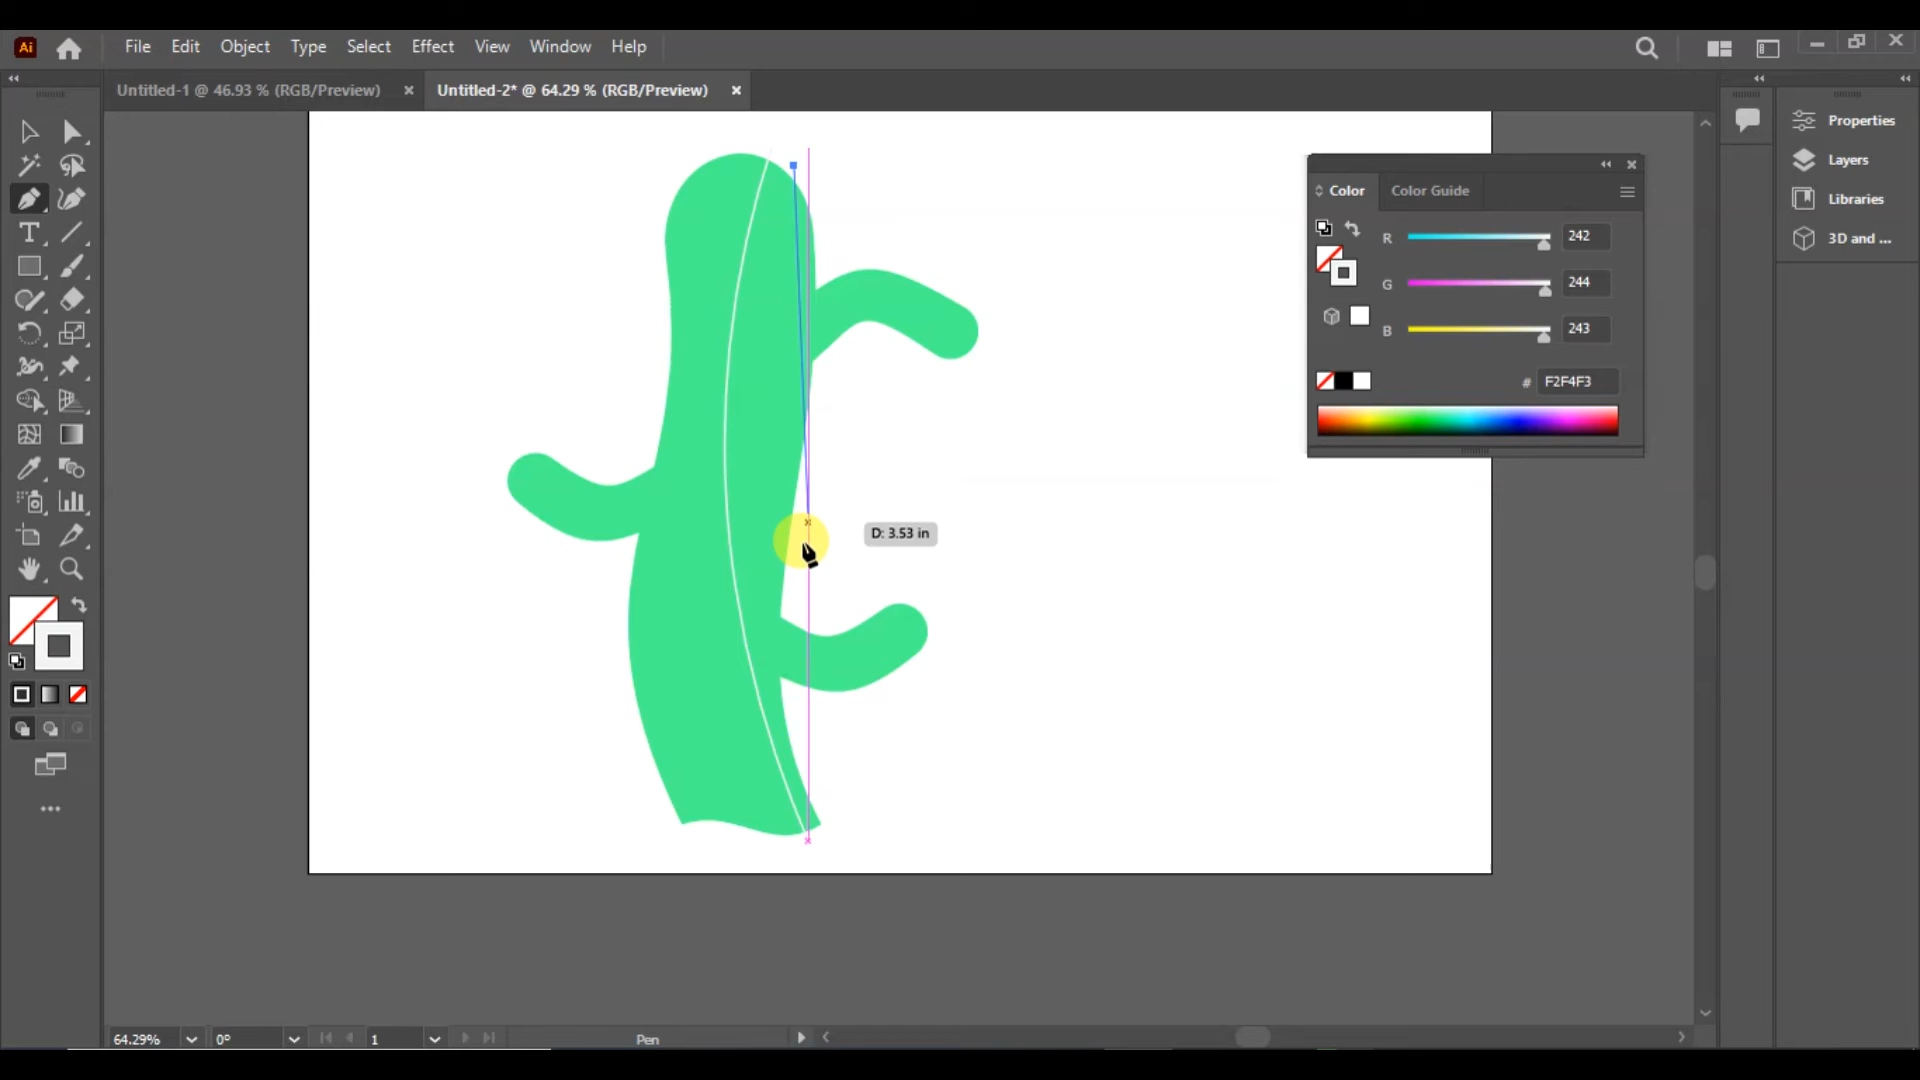 Ai File Edit Object Type Select Effect View Window Help
Untitled-1 @ 46.93 % (RGB/Preview) Untitled-2* @ 64.29 % (RGB/Preview)
Properties
Layers
Libraries
3D and ...
Color Color Guide
R 242
G 244
B 243
# F2F4F3
D: 3.53 in
64.29% 0° 1 Pen